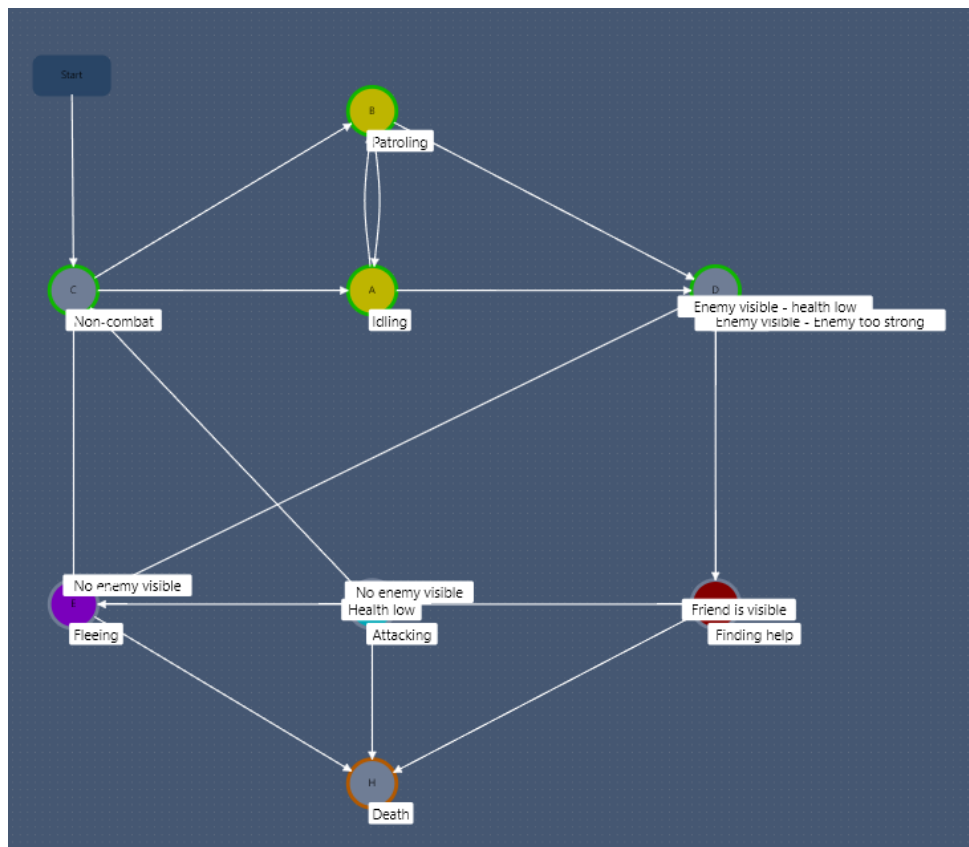 Start
B
Patroling
C
Non-combat
A
Idling
D
Enemy visible - health low
Enemy visible - Enemy too strong
No enemy visible
E
Fleeing
No enemy visible
Health low
Attacking
Friend is visible
Finding help
H
Death